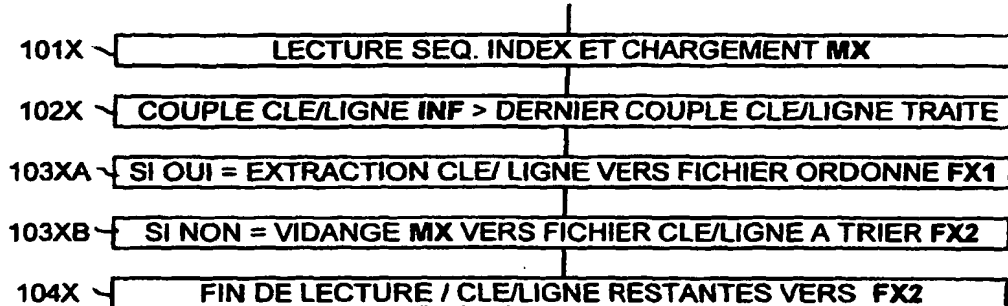 101X LECTURE SEQ. INDEX ET CHARGEMENT MX
102X COUPLE CLE/LIGNE INF > DERNIER COUPLE CLE/LIGNE TRAITE
103XA SI OUI = EXTRACTION CLE/ LIGNE VERS FICHIER ORDONNE FX1
103XB SI NON = VIDANGE MX VERS FICHIER CLE/LIGNE A TRIER FX2
104X FIN DE LECTURE / CLE/LIGNE RESTANTES VERS FX2